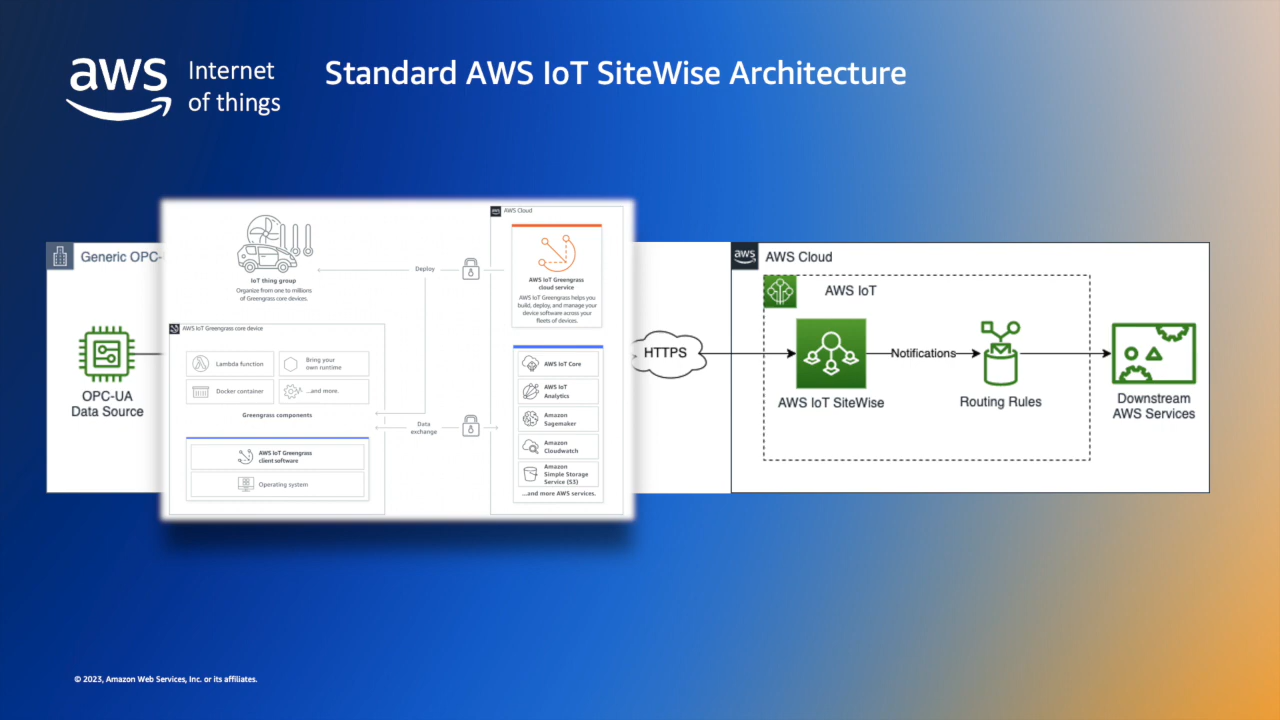 aws
Internet
of things
Standard AWS IoT SiteWise Architecture
Generic OPC-
OPC-UA
Data Source
IoT thing group
Organize from one to millions
of Greengrass core devices.
Deploy
aws
AWS Cloud
AWS IoT Greengrass
cloud service
AWS IoT Greengrass helps you
build, deploy, and manage your
device software across your
fleets of devices.
AWS IoT Greengrass core device
Lambda function
Bring your
own runtime
Docker container
...and more.
Greengrass components
Data
exchange
AWS IoT Greengrass
client software
Operating system
AWS IoT Core
AWS IoT
Analytics
Amazon
Sagemaker
Amazon
Cloudwatch
Amazon
Simple Storage
Service (S3)
...and more AWS services.
HTTPS
aws
AWS Cloud
AWS IoT
AWS IoT SiteWise
Notifications
Routing Rules
Downstream
AWS Services
© 2023, Amazon Web Services, Inc. or its affiliates.